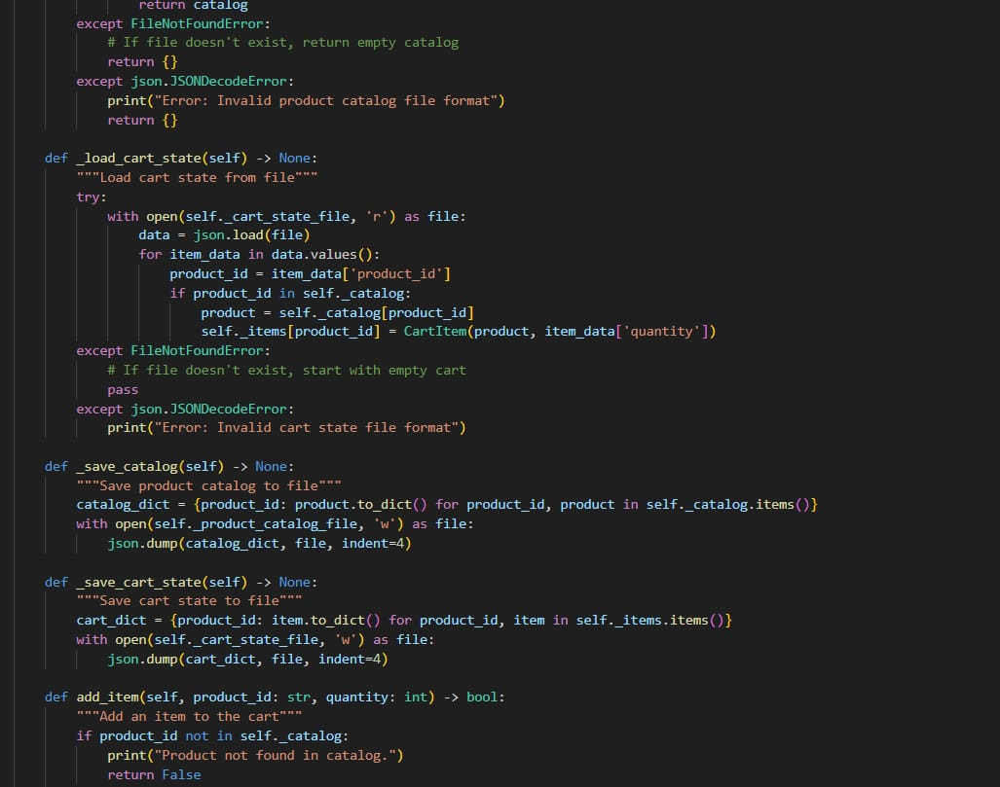 return catalog
    except FileNotFoundError:
        # If file doesn't exist, return empty catalog
        return {}
    except json.JSONDecodeError:
        print("Error: Invalid product catalog file format")
        return {}

def _load_cart_state(self) -> None:
    """Load cart state from file"""
    try:
        with open(self._cart_state_file, 'r') as file:
            data = json.load(file)
            for item_data in data.values():
                product_id = item_data['product_id']
                if product_id in self._catalog:
                    product = self._catalog[product_id]
                    self._items[product_id] = CartItem(product, item_data['quantity'])
    except FileNotFoundError:
        # If file doesn't exist, start with empty cart
        pass
    except json.JSONDecodeError:
        print("Error: Invalid cart state file format")

def _save_catalog(self) -> None:
    """Save product catalog to file"""
    catalog_dict = {product_id: product.to_dict() for product_id, product in self._catalog.items()}
    with open(self._product_catalog_file, 'w') as file:
        json.dump(catalog_dict, file, indent=4)

def _save_cart_state(self) -> None:
    """Save cart state to file"""
    cart_dict = {product_id: item.to_dict() for product_id, item in self._items.items()}
    with open(self._cart_state_file, 'w') as file:
        json.dump(cart_dict, file, indent=4)

def add_item(self, product_id: str, quantity: int) -> bool:
    """Add an item to the cart"""
    if product_id not in self._catalog:
        print("Product not found in catalog.")
        return False